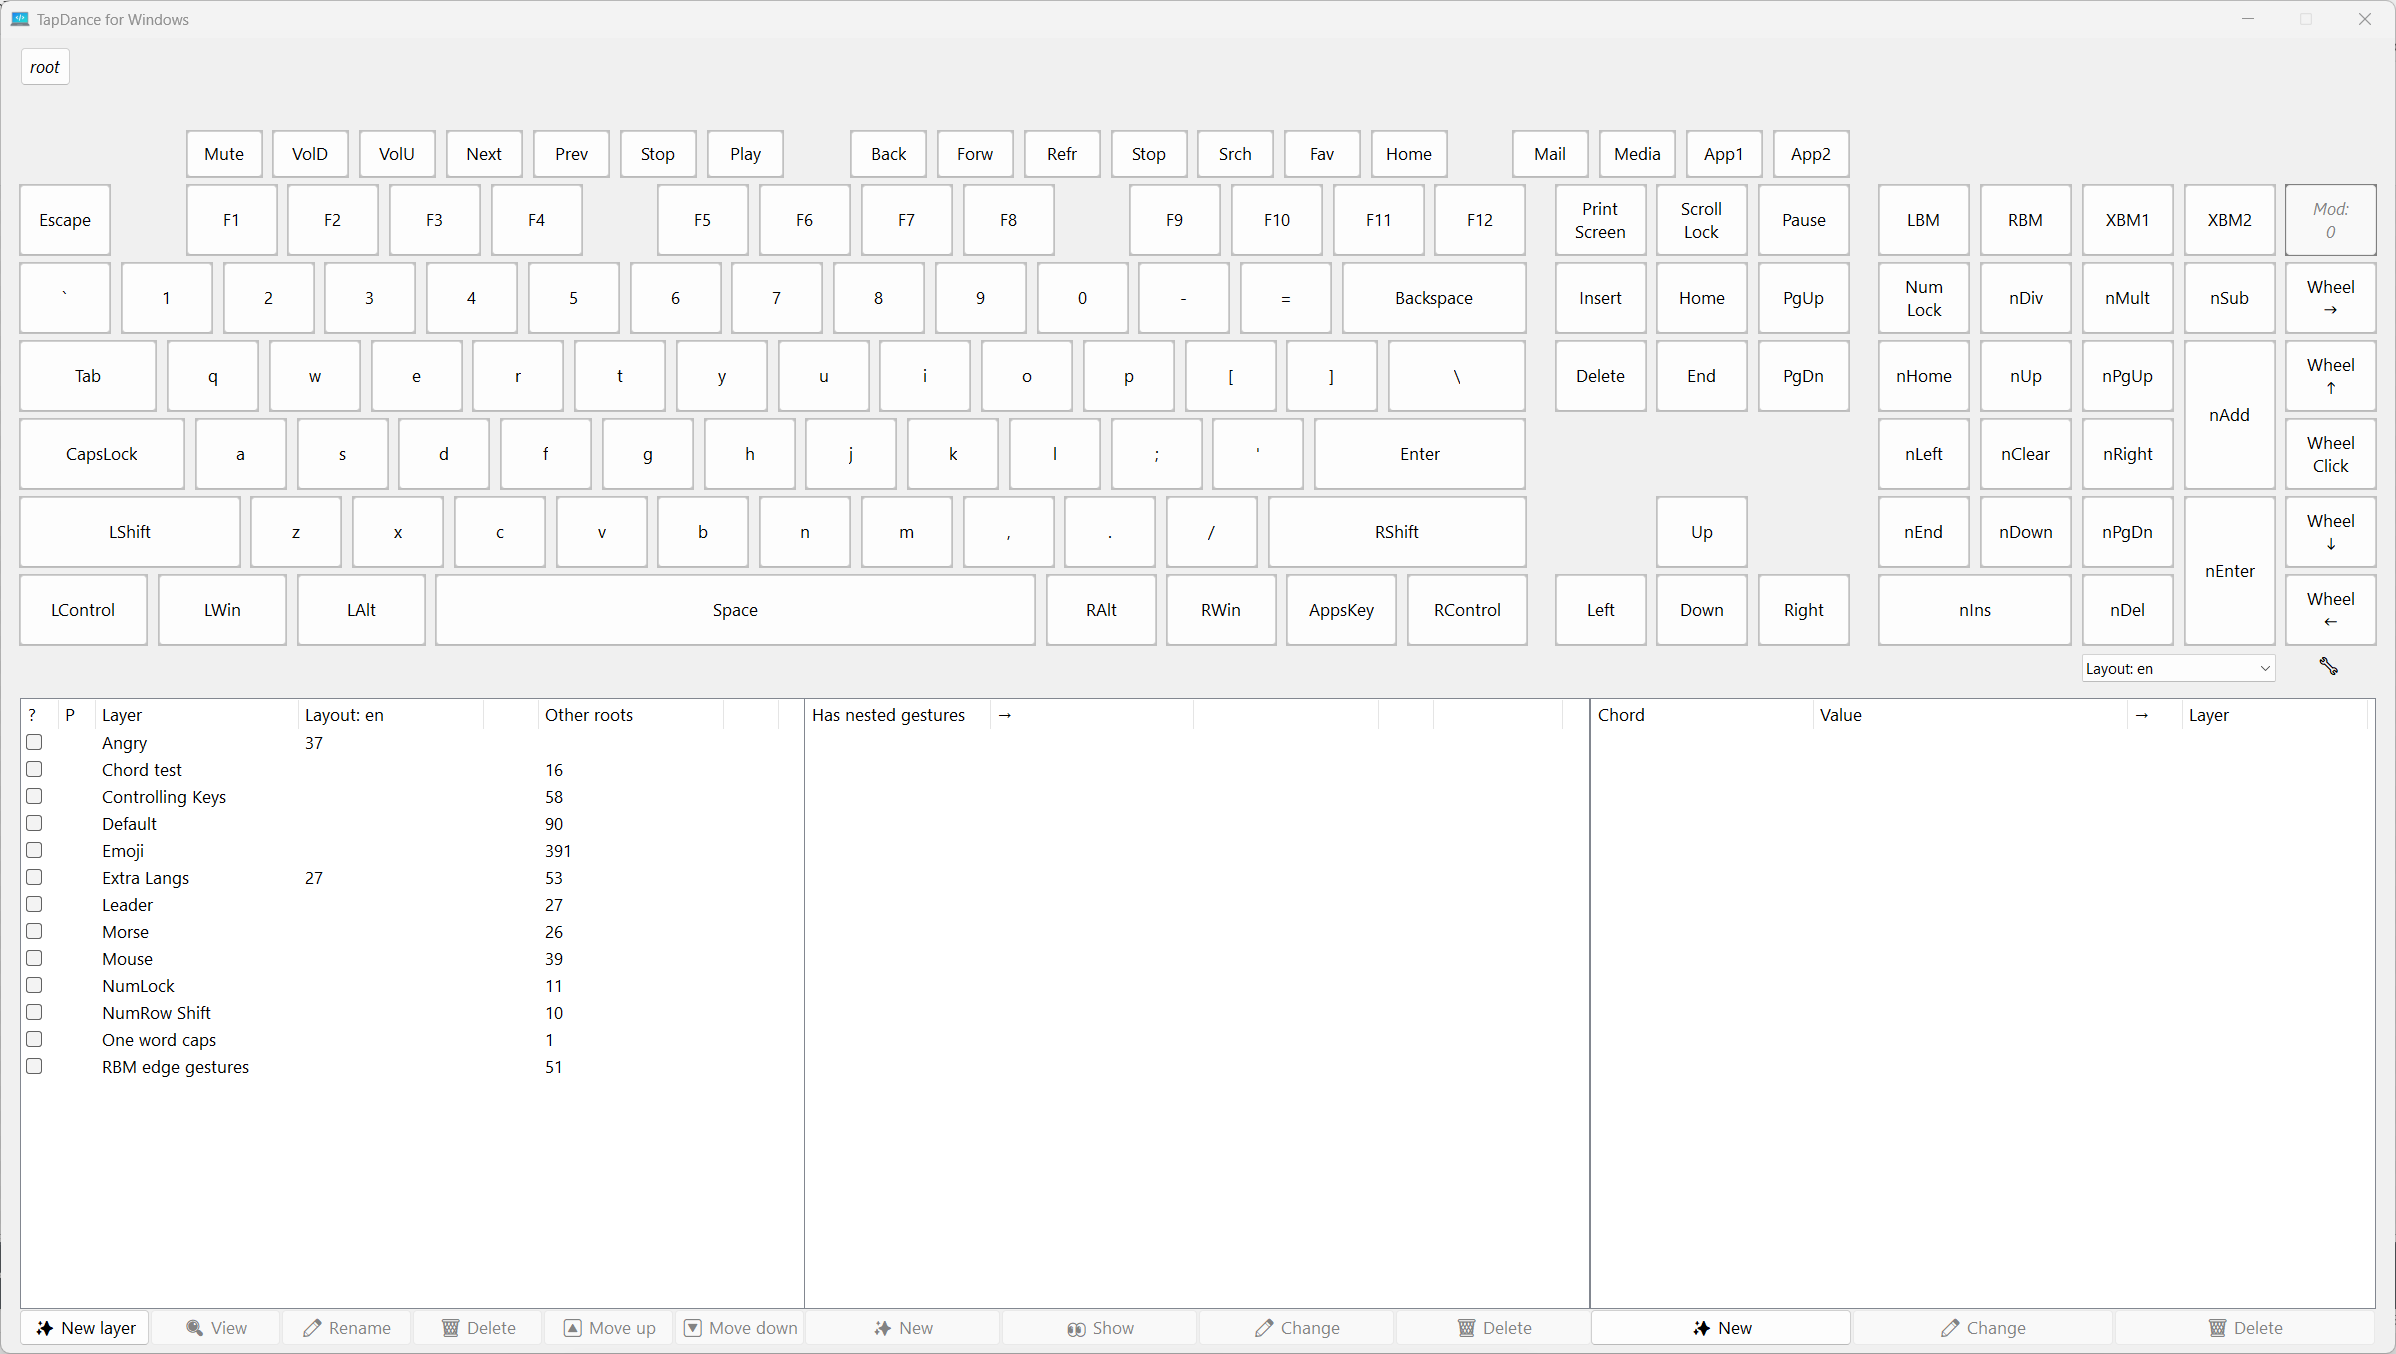 TapDance for Windows
root
Mute VolD VolU Next Prev Stop Play Back Forw Refr Stop Srch Fav Home Mail Media App1 App2
Escape F1 F2 F3 F4 F5 F6 F7 F8 F9 F10 F11 F12 Print Screen Scroll Lock Pause LBM RBM XBM1 XBM2 Mod: 0
` 1 2 3 4 5 6 7 8 9 0 - = Backspace Insert Home PgUp Num Lock nDiv nMult nSub Wheel →
Tab q w e r t y u i o p [ ] \ Delete End PgDn nHome nUp nPgUp nAdd Wheel ↑
CapsLock a s d f g h j k l ; ' Enter nLeft nClear nRight Wheel Click
LShift z x c v b n m , . / RShift Up nEnd nDown nPgDn nEnter Wheel ↓
LControl LWin LAlt Space RAlt RWin AppsKey RControl Left Down Right nIns nDel Wheel ←
Layout: en
? P Layer Layout: en Other roots Has nested gestures → Chord Value → Layer
Angry 37
Chord test 16
Controlling Keys 58
Default 90
Emoji 391
Extra Langs 27 53
Leader 27
Morse 26
Mouse 39
NumLock 11
NumRow Shift 10
One word caps 1
RBM edge gestures 51
New layer View Rename Delete Move up Move down New Show Change Delete New Change Delete